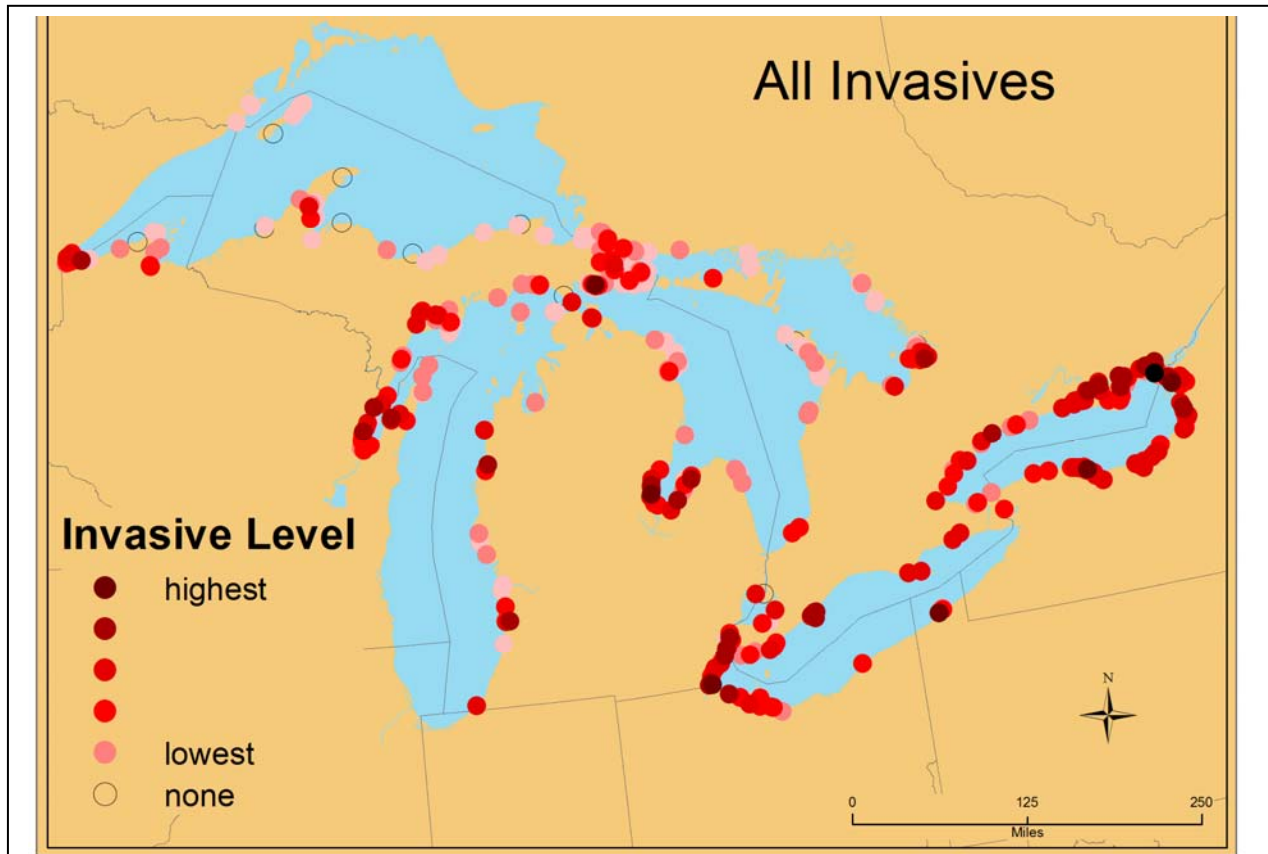 All Invasives
Invasive Level
highest
lowest
none
N
0 125 250
Miles